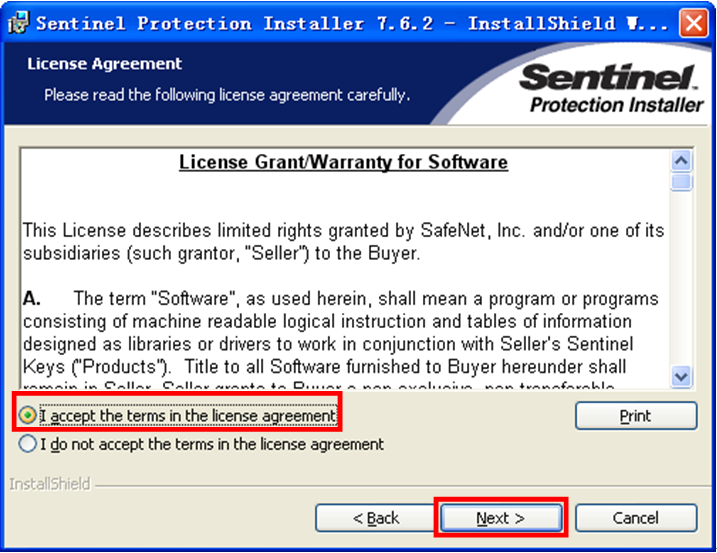 Sentinel Protection Installer 7.6.2 - InstallShield W...
License Agreement
Please read the following license agreement carefully.
Sentinel.
Protection Installer
License Grant/Warranty for Software
This License describes limited rights granted by SafeNet, Inc. and/or one of its
subsidiaries (such grantor, "Seller") to the Buyer.
A. The term "Software", as used herein, shall mean a program or programs
consisting of machine readable logical instruction and tables of information
designed as libraries or drivers to work in conjunction with Seller's Sentinel
Keys ("Products"). Title to all Software furnished to Buyer hereunder shall
remain in Seller. Seller grants to Buyer a non-exclusive, non-transferable
I accept the terms in the license agreement
Print
I do not accept the terms in the license agreement
InstallShield
< Back
Next >
Cancel